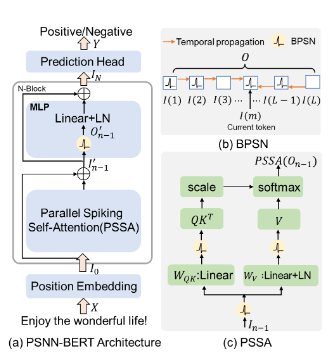 Positive/Negative
Y
Prediction Head
I_N
N-Block
MLP
Linear+LN
O'_{n-1}
I'_{n-1}
Parallel Spiking
Self-Attention(PSSA)
I_0
Position Embedding
X
Enjoy the wonderful life!
(a) PSNN-BERT Architecture
Temporal propagation
BPSN
O
I(1) I(2) I(3)... ... I(L−1) I(L)
I(m)
Current token
(b) BPSN
PSSA(O_{n-1})
scale
softmax
QK^T
V
W_{QK}:Linear
W_V:Linear+LN
I_{n-1}
(c) PSSA